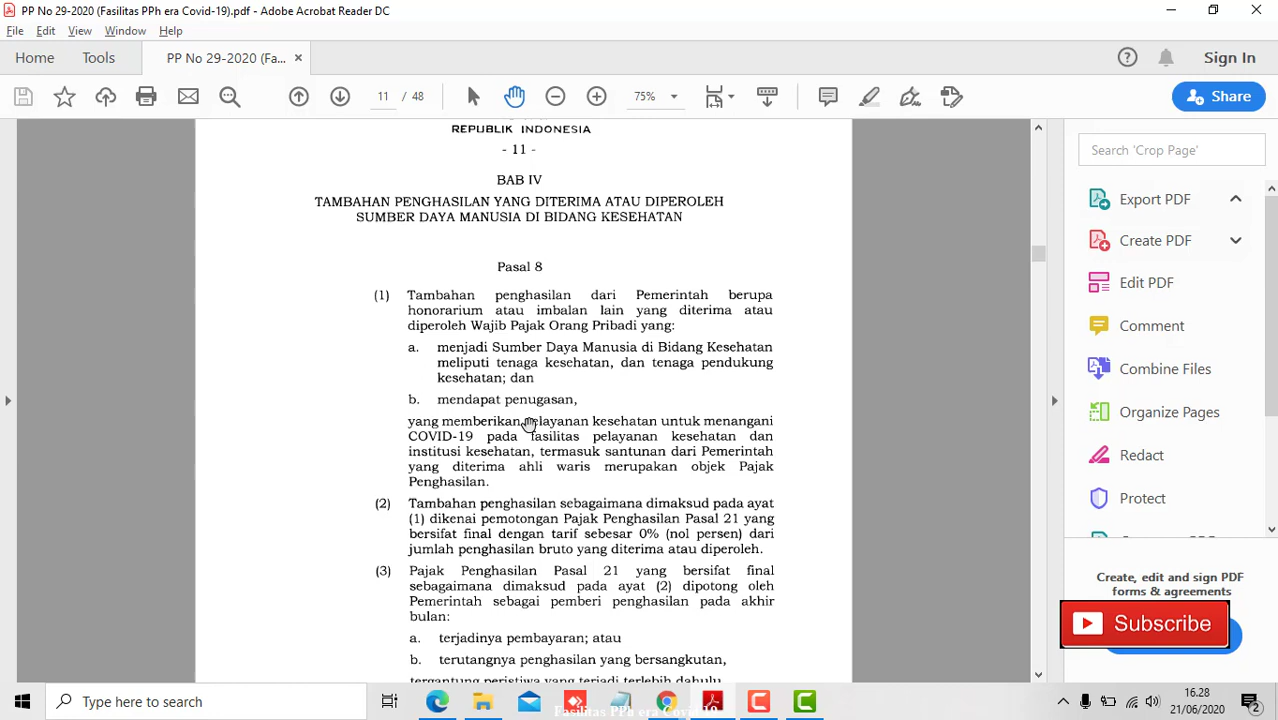 PP No 29-2020 (Fasilitas PPh era Covid-19).pdf - Adobe Acrobat Reader DC
File Edit View Window Help
Home Tools PP No 29-2020 (Fa... × Sign In
11 / 48 75% Share
REPUBLIK INDONESIA
- 11 -
BAB IV
TAMBAHAN PENGHASILAN YANG DITERIMA ATAU DIPEROLEH
SUMBER DAYA MANUSIA DI BIDANG KESEHATAN
Pasal 8
(1) Tambahan penghasilan dari Pemerintah berupa
honorarium atau imbalan lain yang diterima atau
diperoleh Wajib Pajak Orang Pribadi yang:
a. menjadi Sumber Daya Manusia di Bidang Kesehatan
meliputi tenaga kesehatan, dan tenaga pendukung
kesehatan; dan
b. mendapat penugasan,
yang memberikan pelayanan kesehatan untuk menangani
COVID-19 pada fasilitas pelayanan kesehatan dan
institusi kesehatan, termasuk santunan dari Pemerintah
yang diterima ahli waris merupakan objek Pajak
Penghasilan.
(2) Tambahan penghasilan sebagaimana dimaksud pada ayat
(1) dikenai pemotongan Pajak Penghasilan Pasal 21 yang
bersifat final dengan tarif sebesar 0% (nol persen) dari
jumlah penghasilan bruto yang diterima atau diperoleh.
(3) Pajak Penghasilan Pasal 21 yang bersifat final
sebagaimana dimaksud pada ayat (2) dipotong oleh
Pemerintah sebagai pemberi penghasilan pada akhir
bulan:
a. terjadinya pembayaran; atau
b. terutangnya penghasilan yang bersangkutan,
tergantung peristiwa yang terjadi terlebih dahulu.
Search 'Crop Page'
Export PDF
Create PDF
Edit PDF
Comment
Combine Files
Organize Pages
Redact
Protect
Create, edit and sign PDF
forms & agreements
Subscribe
Type here to search
Fasilitas PPh era Covid-19
16.28
21/06/2020
2